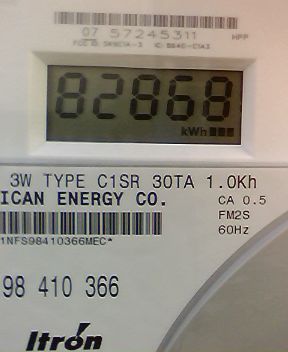 07 57245311 HPP
82868
kWh
3W TYPE C1SR 30TA 1.0Kh
ICAN ENERGY CO.
CA 0.5
FM2S
60Hz
1NFS98410366MEC*
98 410 366
Itron